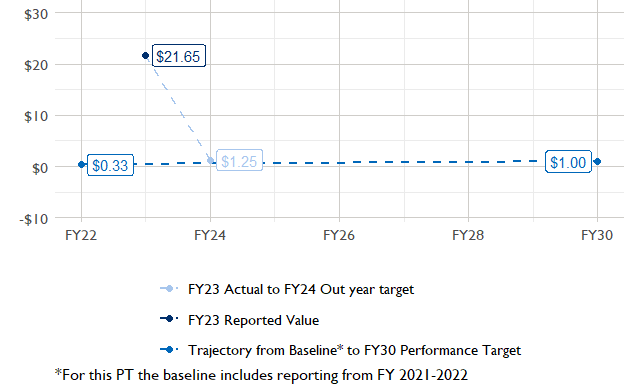 $30
$20
$10
$0
-$10
$21.65
$1.25
$0.33
$1.00
FY22 FY24 FY26 FY28 FY30
FY23 Actual to FY24 Out year target
FY23 Reported Value
Trajectory from Baseline* to FY30 Performance Target
*For this PT the baseline includes reporting from FY 2021-2022